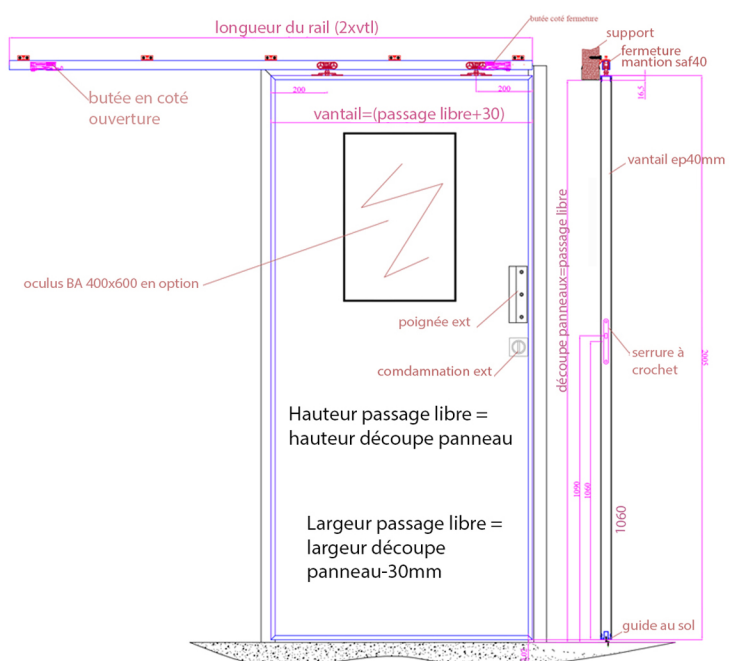 longueur du rail (2xvtl)
butée coté fermeture
support
fermeture
mantion saf40
butée en coté
ouverture
200
200
16.5
vantail=(passage libre+30)
vantail ep40mm
découpe panneaux=passage libre
oculus BA 400x600 en option
poignée ext
comdamnation ext
serrure à
crochet
2005
Hauteur passage libre =
hauteur découpe panneau
1090
1060
1060
Largeur passage libre =
largeur découpe
panneau-30mm
guide au sol